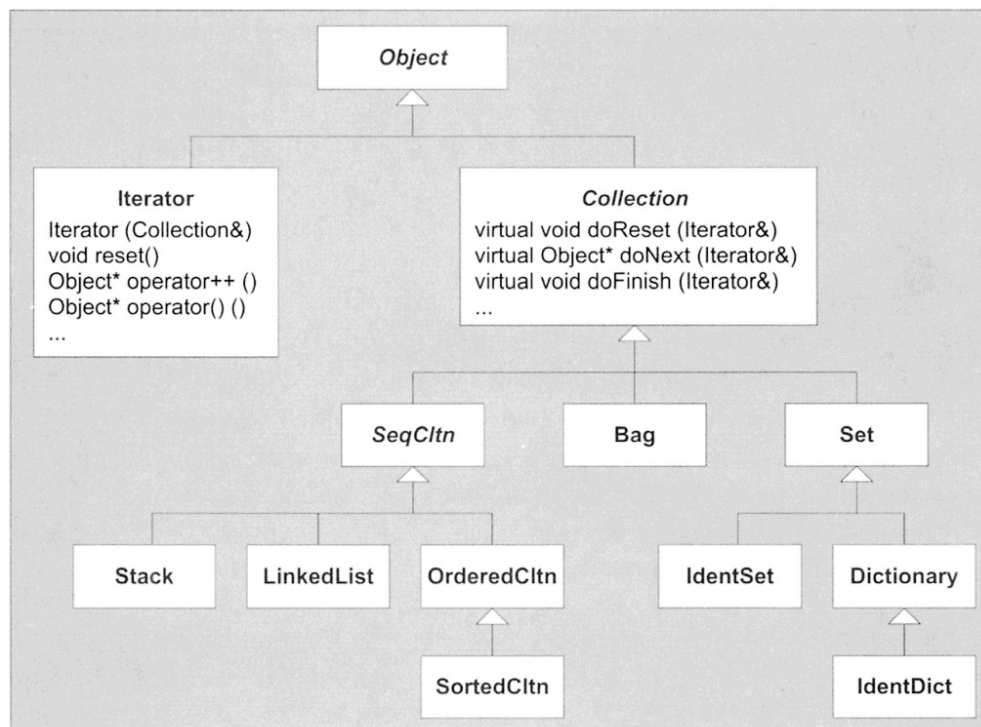 Object
Iterator
Iterator (Collection&)
void reset()
Object* operator++ ()
Object* operator() ()
...
Collection
virtual void doReset (Iterator&)
virtual Object* doNext (Iterator&)
virtual void doFinish (Iterator&)
...
SeqCltn
Bag
Set
Stack
LinkedList
OrderedCltn
IdentSet
Dictionary
SortedCltn
IdentDict